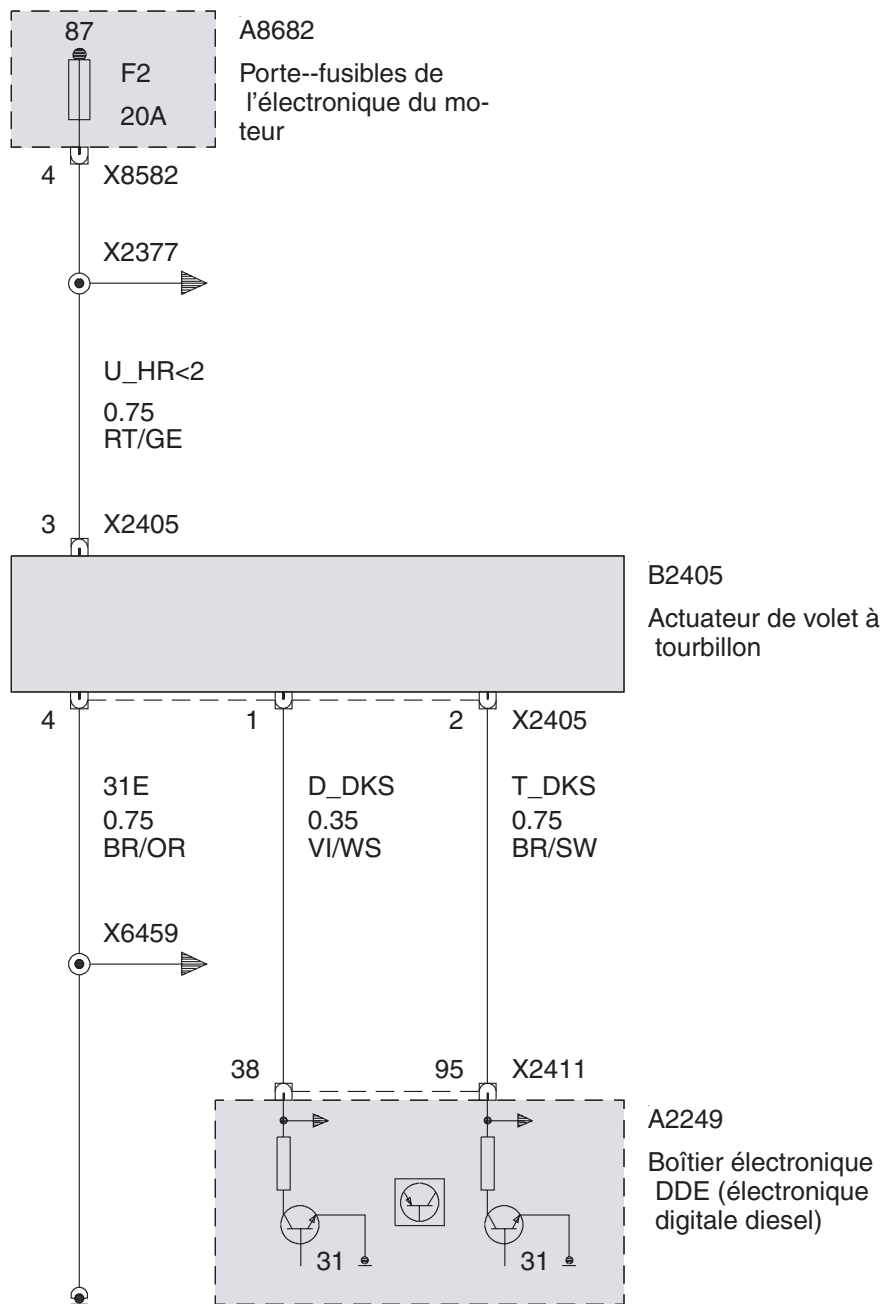 87
A8682
F2
20A
Porte--fusibles de
l'électronique du mo-
teur
4 X8582
X2377
U_HR<2
0.75
RT/GE
3 X2405
B2405
Actuateur de volet à
tourbillon
4 1 2 X2405
31E D_DKS T_DKS
0.75 0.35 0.75
BR/OR VI/WS BR/SW
X6459
38 95 X2411
A2249
Boîtier électronique
DDE (électronique
digitale diesel)
31 31